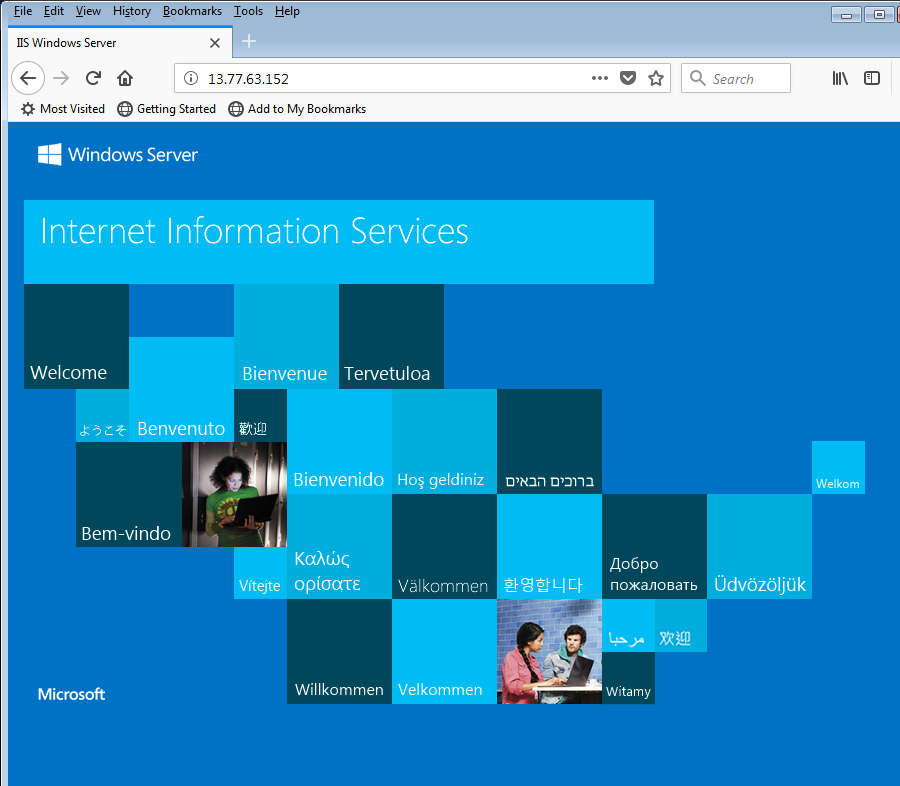 File Edit View History Bookmarks Tools Help
IIS Windows Server
13.77.63.152
Search
Most Visited Getting Started Add to My Bookmarks
Windows Server
Internet Information Services
Welcome
Bienvenue
Tervetuloa
ようこそ
Benvenuto
歡迎
Bienvenido
Hoş geldiniz
ברוכים הבאים
Welkom
Bem-vindo
Vítejte
Καλώς
ορίσατε
Välkommen
환영합니다
Добро
пожаловать
Üdvözöljük
مرحبا
欢迎
Willkommen
Velkommen
Witamy
Microsoft